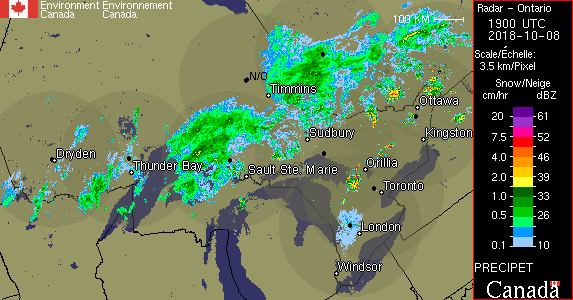 Environment Environnement
Canada Canada
100 KM
N/O
Timmins
Ottawa
Sudbury
Kingston
Dryden
Thunder Bay
Sault Ste. Marie
Orillia
Toronto
London
Windsor
Radar - Ontario
1900 UTC
2018-10-08
Scale/Échelle:
3.5 km/Pixel
Snow/Neige
cm/hr dBZ
20 61
7.5 52
4.0 46
2.0 39
1.0 33
0.5 26
0.1 10
PRECIPET
Canada